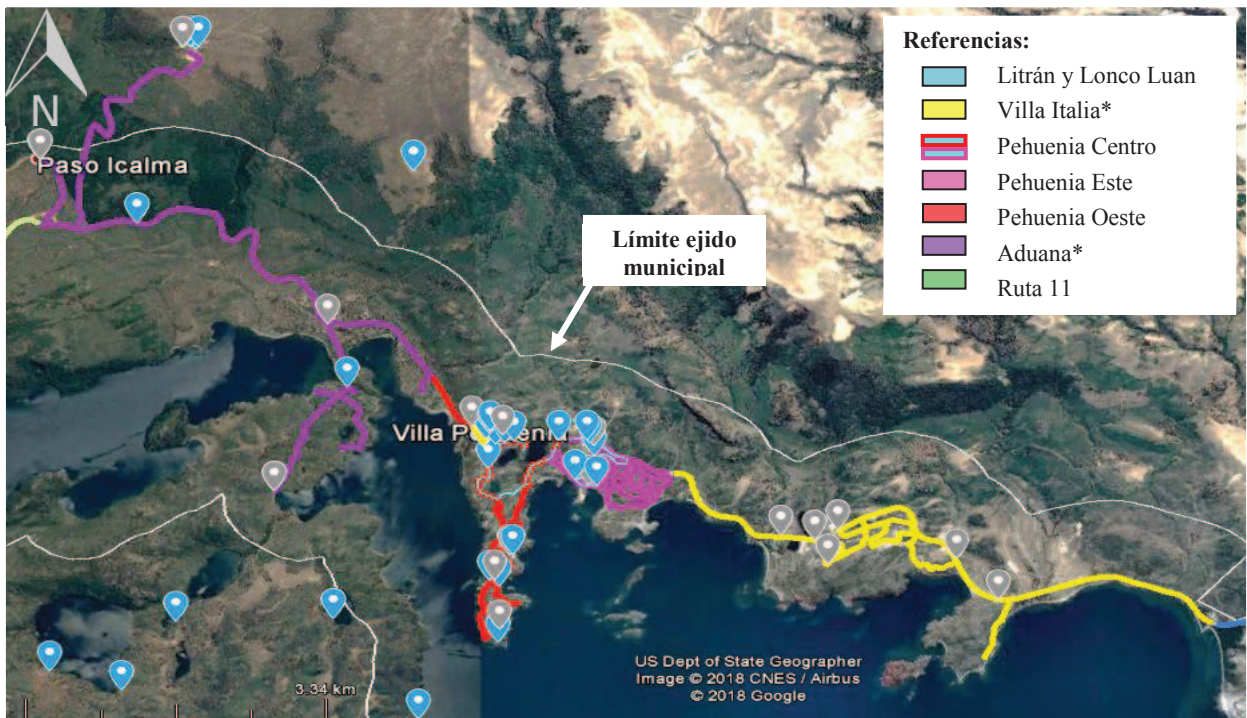 Referencias:
Litrán y Lonco Luan
Villa Italia*
Pehuenia Centro
Pehuenia Este
Pehuenia Oeste
Aduana*
Ruta 11
N
Paso Icalma
Límite ejido
municipal
Villa
3.34 km
US Dept of State Geographer
Image © 2018 CNES / Airbus
© 2018 Google